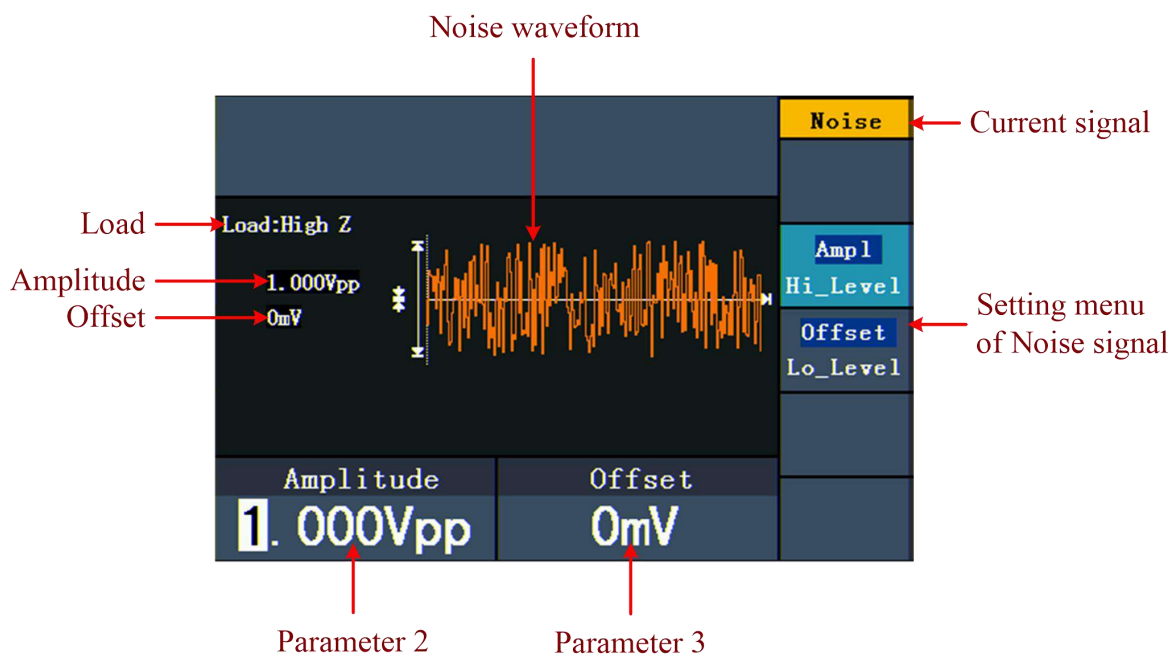 Noise waveform
Noise
Current signal
Load
Load:High Z
Ampl
Hi_Level
Amplitude
1.000Vpp
Offset
0mV
Offset
Lo_Level
Setting menu
of Noise signal
Amplitude
Offset
1.000Vpp
0mV
Parameter 2
Parameter 3